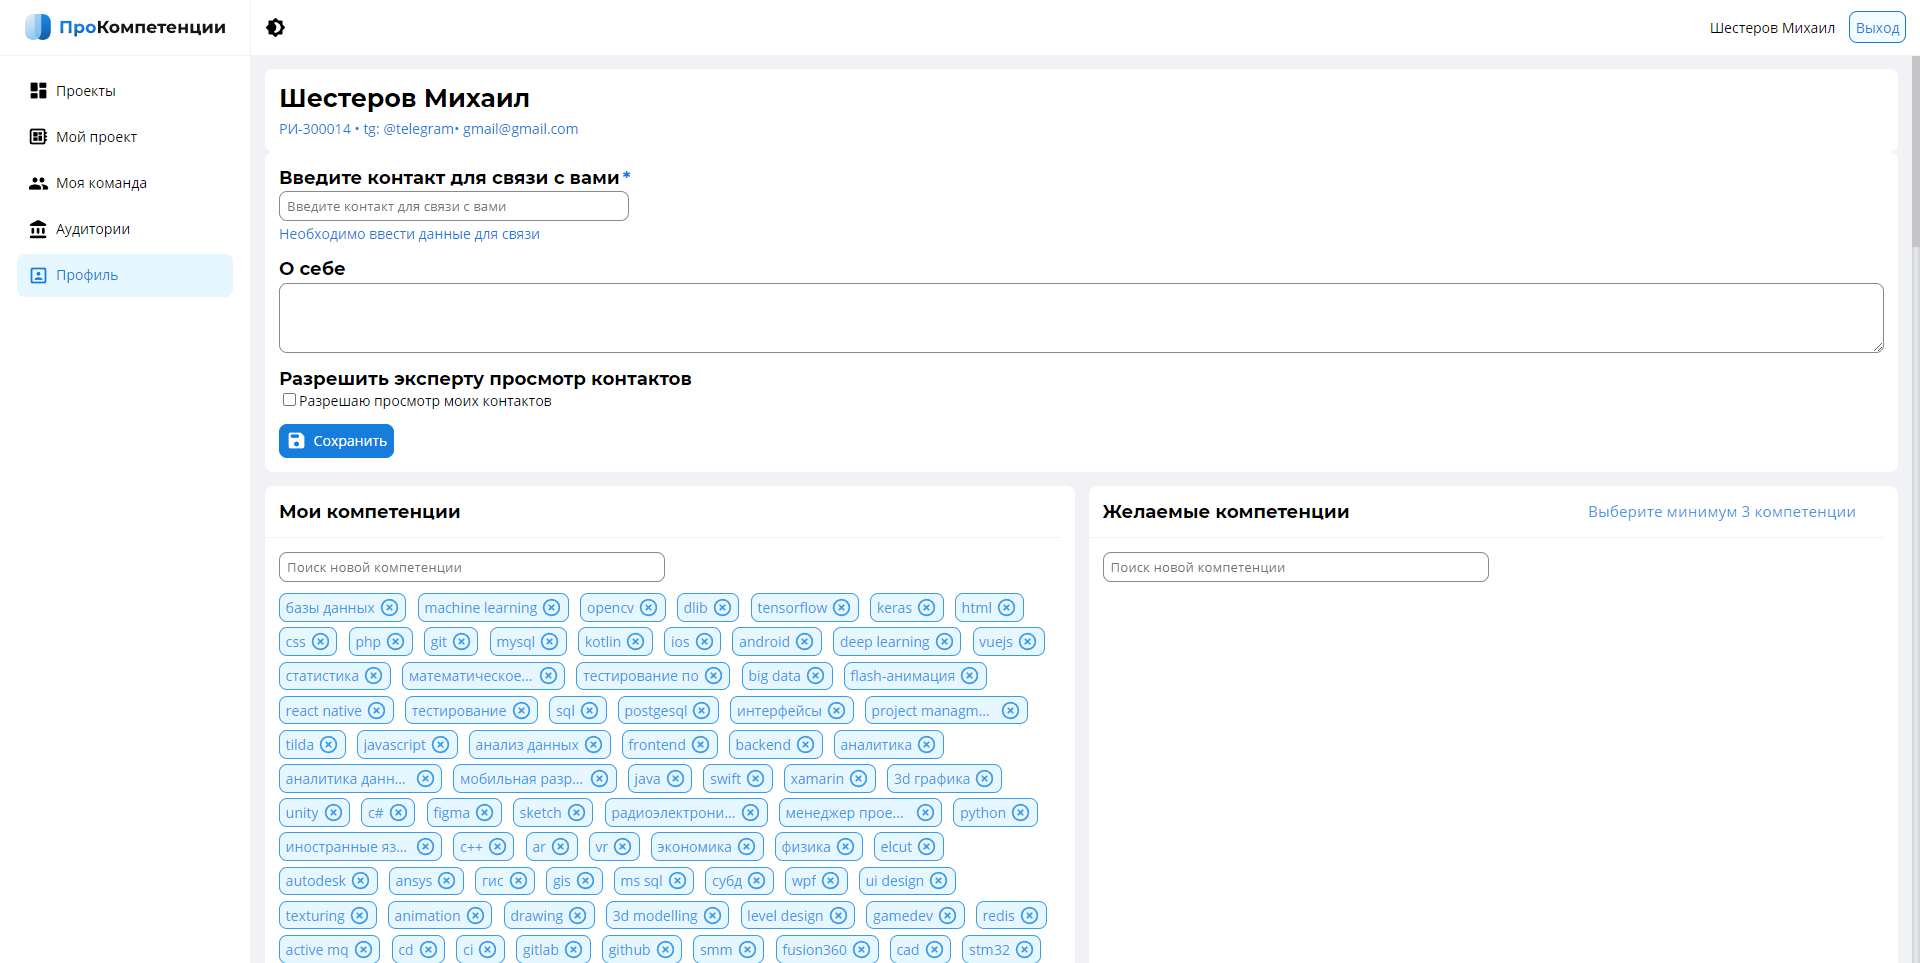 ПроКомпетенции
Шестеров Михаил
Выход
Проекты
Мой проект
Моя команда
Аудитории
Профиль
Шестеров Михаил
РИ-300014 • tg: @telegram• gmail@gmail.com
Введите контакт для связи с вами*
Введите контакт для связи с вами
Необходимо ввести данные для связи
О себе
Разрешить эксперту просмотр контактов
Разрешаю просмотр моих контактов
Сохранить
Мои компетенции
Поиск новой компетенции
базы данных machine learning opencv dlib tensorflow keras html
css php git mysql kotlin ios android deep learning vuejs
статистика математическое... тестирование по big data flash-анимация
react native тестирование sql postgesql интерфейсы project managm...
tilda javascript анализ данных frontend backend аналитика
аналитика данн... мобильная разр... java swift xamarin 3d графика
unity c# figma sketch радиоэлектрони... менеджер прое... python
иностранные яз... c++ ar vr экономика физика elcut
autodesk ansys гис gis ms sql субд wpf ui design
texturing animation drawing 3d modelling level design gamedev redis
active mq cd ci gitlab github smm fusion360 cad stm32
Желаемые компетенции
Выберите минимум 3 компетенции
Поиск новой компетенции